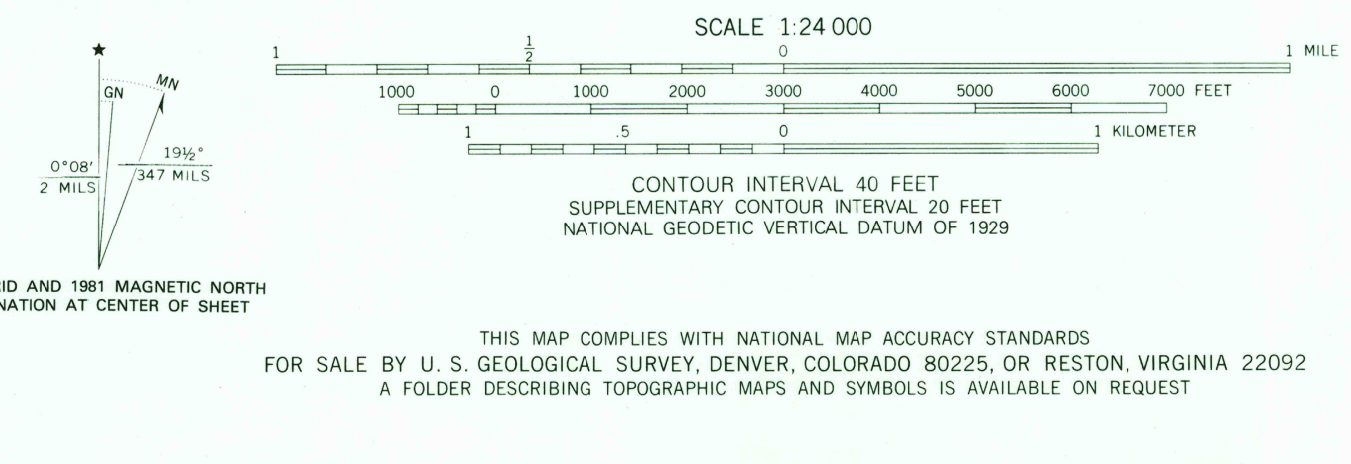 SCALE 1:24 000
1 ½ 0 1 MILE
1000 0 1000 2000 3000 4000 5000 6000 7000 FEET
1 .5 0 1 KILOMETER
CONTOUR INTERVAL 40 FEET
SUPPLEMENTARY CONTOUR INTERVAL 20 FEET
NATIONAL GEODETIC VERTICAL DATUM OF 1929
★
GN
MN
0°08′
2 MILS
19½°
347 MILS
ID AND 1981 MAGNETIC NORTH
NATION AT CENTER OF SHEET
THIS MAP COMPLIES WITH NATIONAL MAP ACCURACY STANDARDS
FOR SALE BY U. S. GEOLOGICAL SURVEY, DENVER, COLORADO 80225, OR RESTON, VIRGINIA 22092
A FOLDER DESCRIBING TOPOGRAPHIC MAPS AND SYMBOLS IS AVAILABLE ON REQUEST